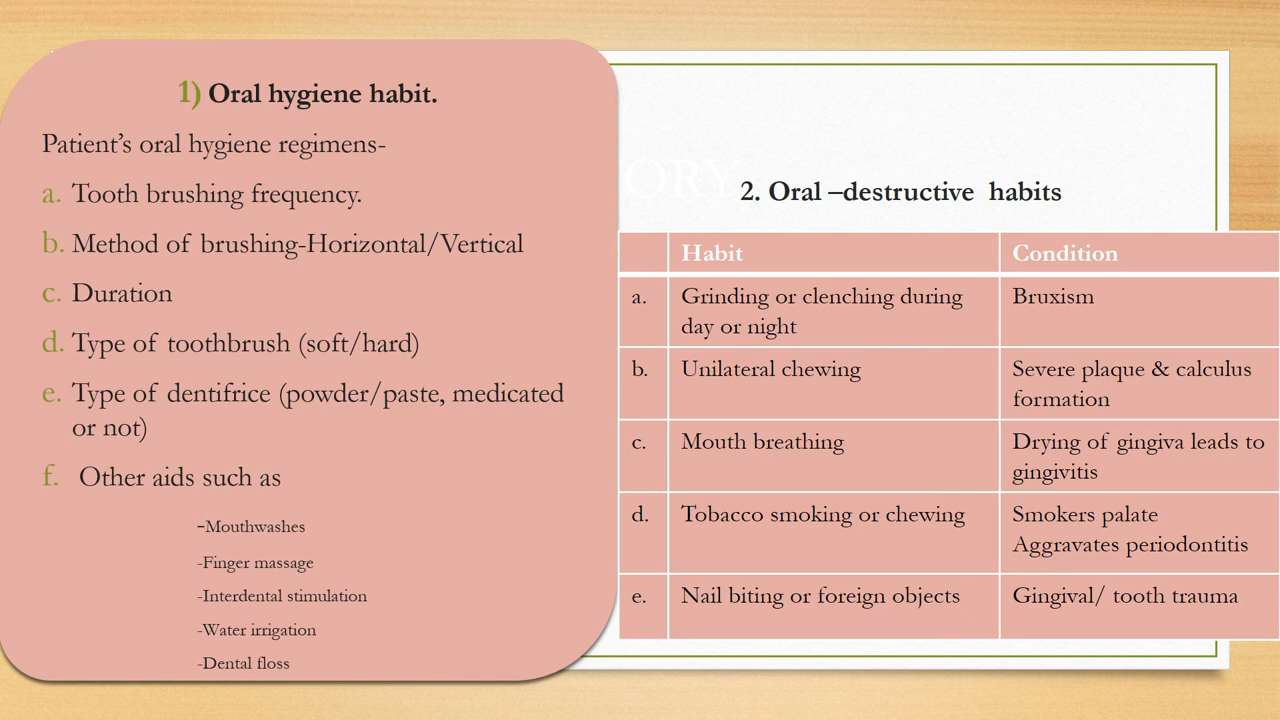 1) Oral hygiene habit.
Patient’s oral hygiene regimens-
a. Tooth brushing frequency.
b. Method of brushing-Horizontal/Vertical
c. Duration
d. Type of toothbrush (soft/hard)
e. Type of dentifrice (powder/paste, medicated
or not)
f. Other aids such as
-Mouthwashes
-Finger massage
-Interdental stimulation
-Water irrigation
-Dental floss
ORY
2. Oral –destructive habits
Habit Condition
a. Grinding or clenching during Bruxism
day or night
b. Unilateral chewing Severe plaque & calculus
formation
c. Mouth breathing Drying of gingiva leads to
gingivitis
d. Tobacco smoking or chewing Smokers palate
Aggravates periodontitis
e. Nail biting or foreign objects Gingival/ tooth trauma